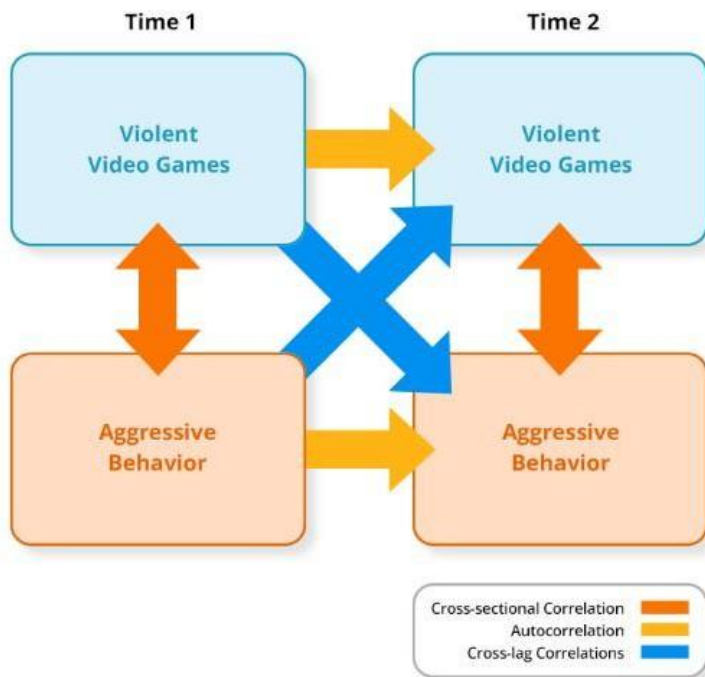 Time 1
Time 2
Violent
Video Games
Violent
Video Games
Aggressive
Behavior
Aggressive
Behavior
Cross-sectional Correlation
Autocorrelation
Cross-lag Correlations